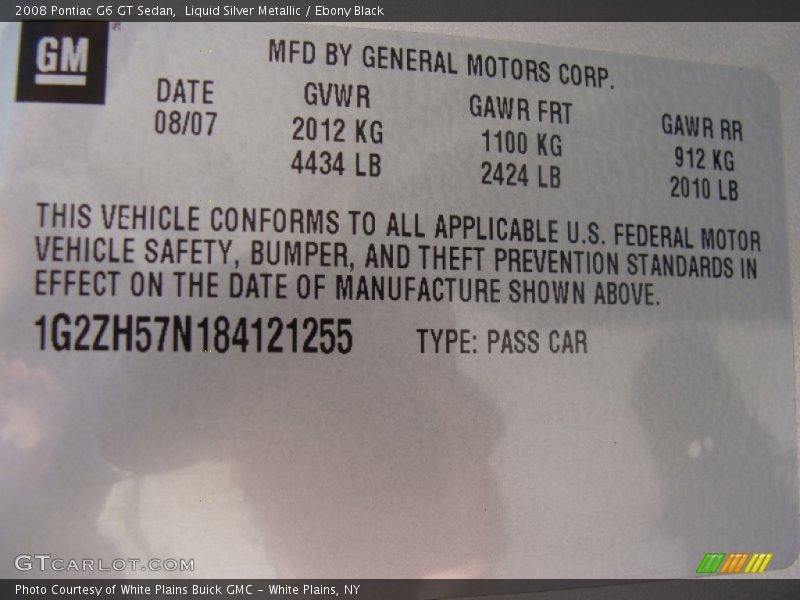 2008 Pontiac G6 GT Sedan, Liquid Silver Metallic / Ebony Black
GM
MFD BY GENERAL MOTORS CORP.
DATE GVWR GAWR FRT GAWR RR
08/07 2012 KG 1100 KG 912 KG
4434 LB 2424 LB 2010 LB
THIS VEHICLE CONFORMS TO ALL APPLICABLE U.S. FEDERAL MOTOR
VEHICLE SAFETY, BUMPER, AND THEFT PREVENTION STANDARDS IN
EFFECT ON THE DATE OF MANUFACTURE SHOWN ABOVE.
1G2ZH57N184121255 TYPE: PASS CAR
GTCARLOT.COM
Photo Courtesy of White Plains Buick GMC - White Plains, NY